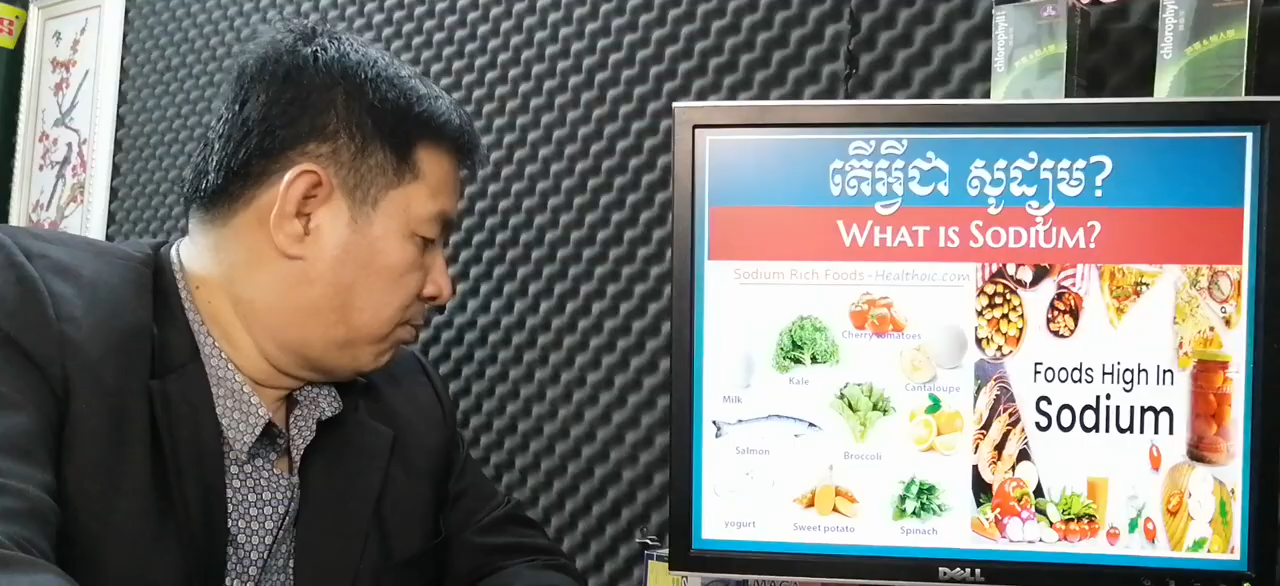 chlorophyll
chlorophyll
តើអ្វីជា សូដ្យូម?
What is Sodium?
Sodium Rich Foods - Healthoic.com
Cherry tomatoes
Kale
Cantaloupe
Milk
Salmon
Broccoli
yogurt
Sweet potato
Spinach
Foods High In
Sodium
DELL
MACA